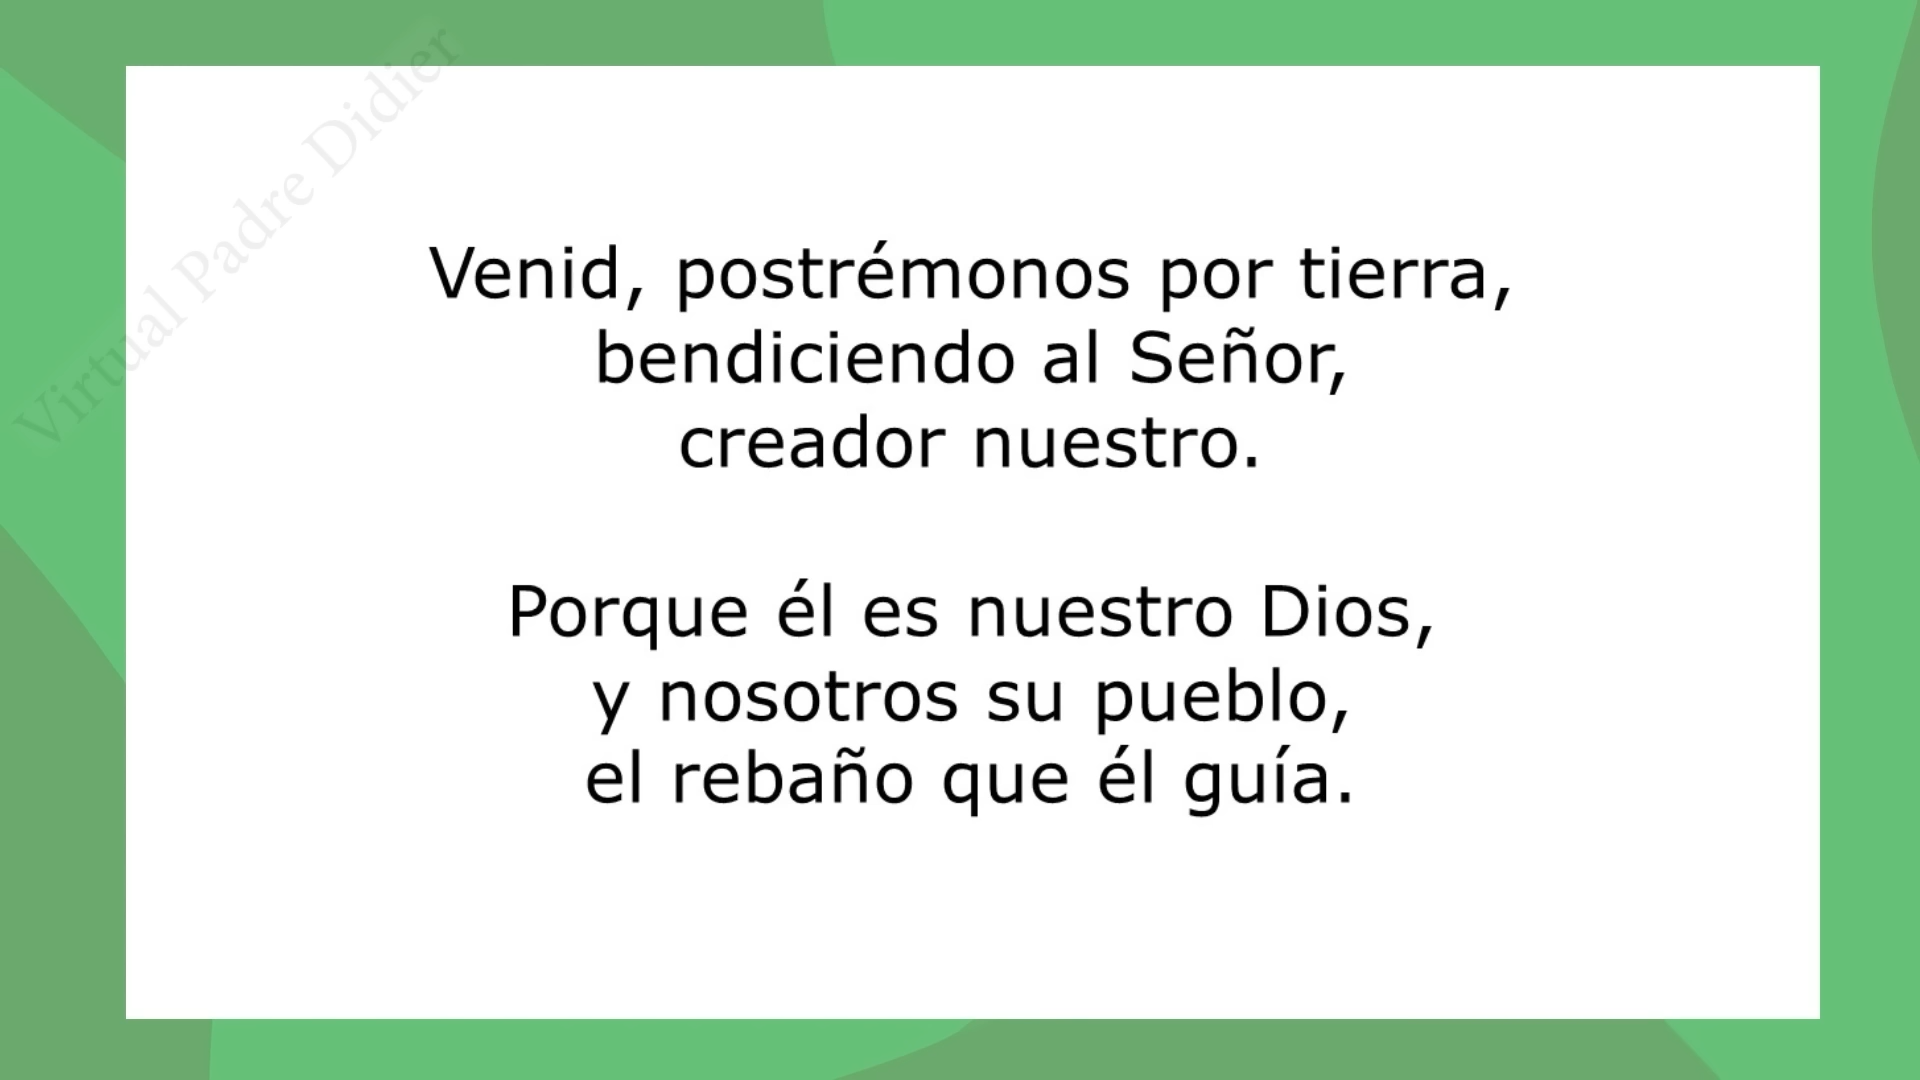 Virtual Padre Didier
Venid, postrémonos por tierra,
bendiciendo al Señor,
creador nuestro.
Porque él es nuestro Dios,
y nosotros su pueblo,
el rebaño que él guía.